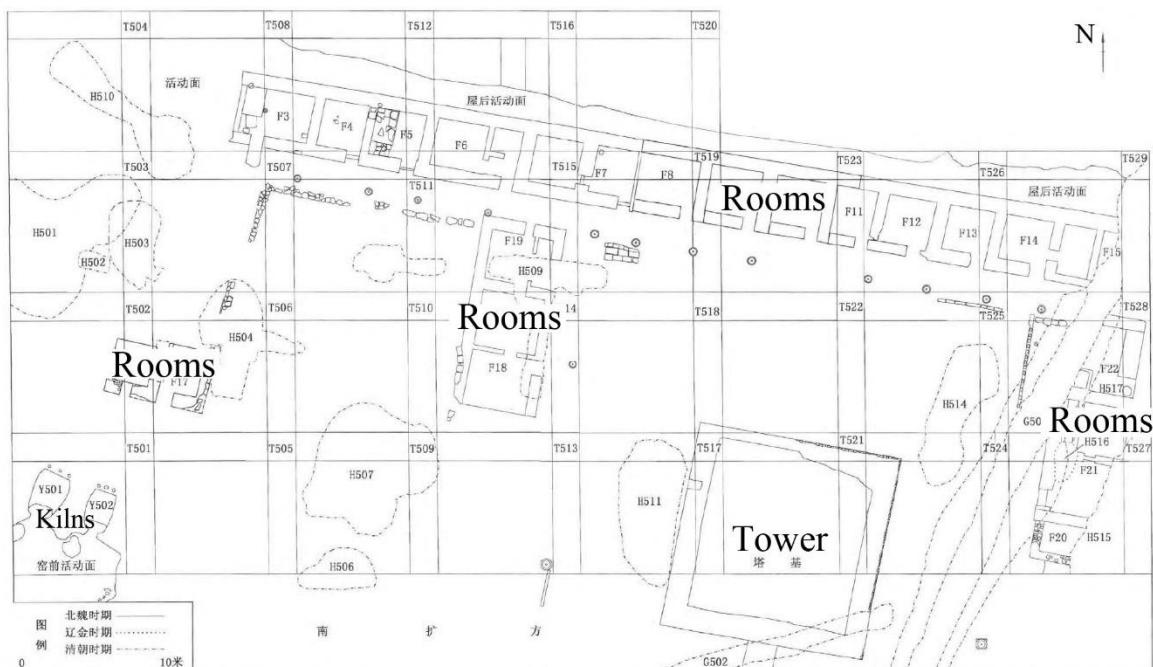 T504 T508 T512 T516 T520
N
H510
活动面
屋后活动面
F3 F4 F5 F6
T503 T507 T511 T515 F7 F8 T519 T523 T526 T529
Rooms
屋后活动面
F11 F12 F13 F14 F15
H501 H502 H503
F19
H509
T502 T506 T510 14 T518 T522 T525 T528
Rooms
H504
Rooms
F17
F18
H514
F22
H517
G50
Rooms
T501 T505 T509 T513 T517 T521 T524 T527
H516
F21
Y501
Y502
H507
H511
Kilns
Tower
塔 基
F20 H515
窑前活动面
H506
图例
北魏时期
辽金时期
清朝时期
南 扩 方
0 10米
G502